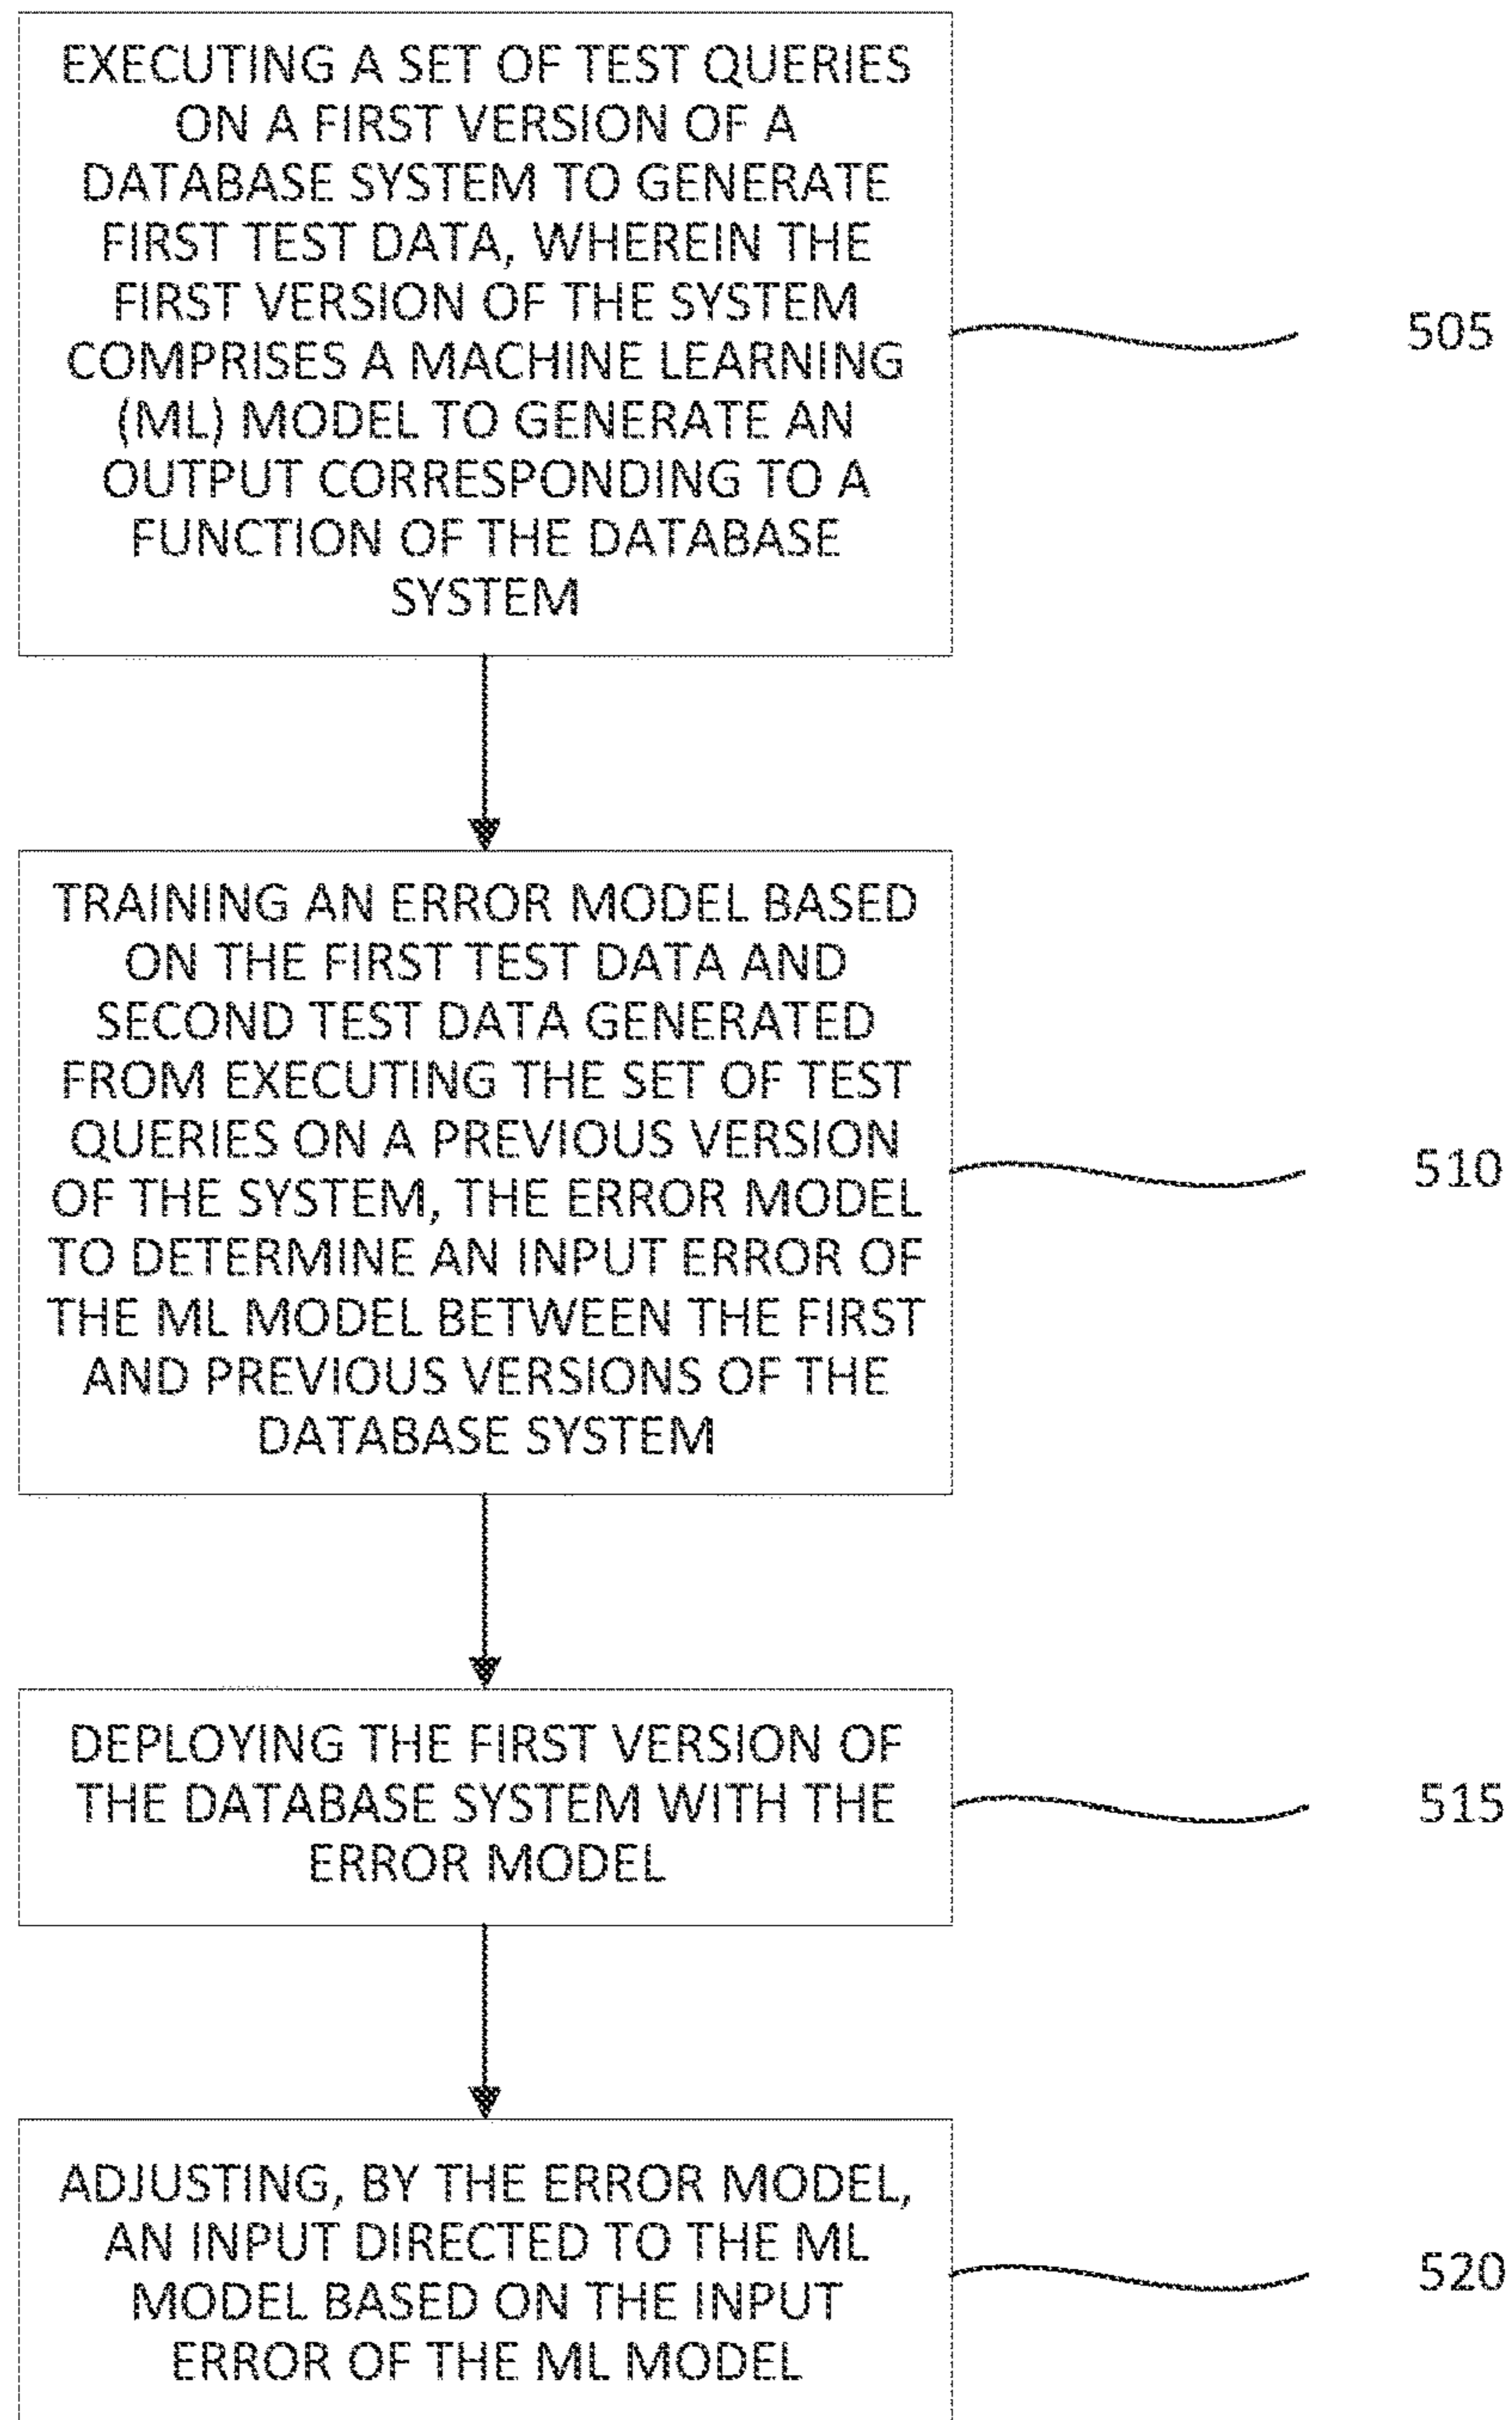 EXECUTING A SET OF TEST QUERIES
ON A FIRST VERSION OF A
DATABASE SYSTEM TO GENERATE
FIRST TEST DATA, WHEREIN THE
FIRST VERSION OF THE SYSTEM
COMPRISES A MACHINE LEARNING
(ML) MODEL TO GENERATE AN
OUTPUT CORRESPONDING TO A
FUNCTION OF THE DATABASE
SYSTEM
505
TRAINING AN ERROR MODEL BASED
ON THE FIRST TEST DATA AND
SECOND TEST DATA GENERATED
FROM EXECUTING THE SET OF TEST
QUERIES ON A PREVIOUS VERSION
OF THE SYSTEM, THE ERROR MODEL
TO DETERMINE AN INPUT ERROR OF
THE ML MODEL BETWEEN THE FIRST
AND PREVIOUS VERSIONS OF THE
DATABASE SYSTEM
510
DEPLOYING THE FIRST VERSION OF
THE DATABASE SYSTEM WITH THE
ERROR MODEL
515
ADJUSTING, BY THE ERROR MODEL,
AN INPUT DIRECTED TO THE ML
MODEL BASED ON THE INPUT
ERROR OF THE ML MODEL
520